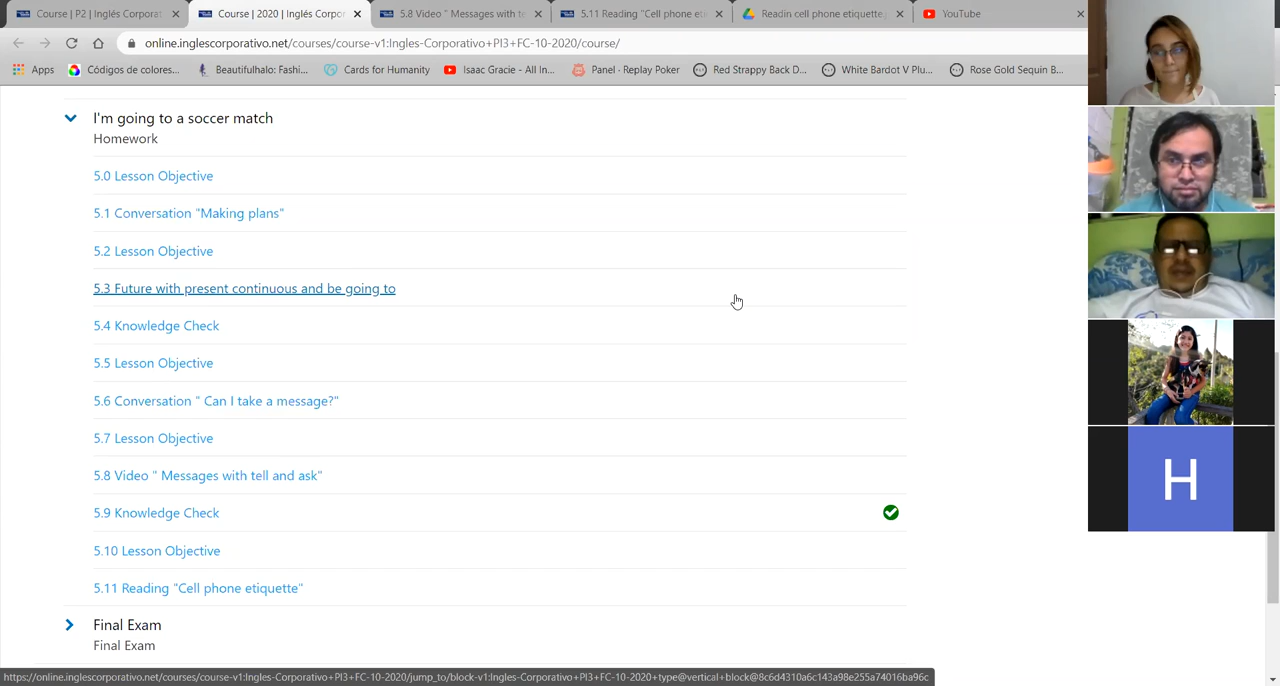 Course | P2 | Inglés Corporat
Course | 2020 | Inglés Corpor
5.8 Video " Messages with te
5.11 Reading "Cell phone eti
Readin cell phone etiquette.
YouTube
online.inglescorporativo.net/courses/course-v1:Ingles-Corporativo+PI3+FC-10-2020/course/
Apps
Códigos de colores...
Beautifulhalo: Fashi...
Cards for Humanity
Isaac Gracie - All In...
Panel · Replay Poker
Red Strappy Back D...
White Bardot V Plu...
Rose Gold Sequin B...
I'm going to a soccer match
Homework
5.0 Lesson Objective
5.1 Conversation "Making plans"
5.2 Lesson Objective
5.3 Future with present continuous and be going to
5.4 Knowledge Check
5.5 Lesson Objective
5.6 Conversation " Can I take a message?"
5.7 Lesson Objective
5.8 Video " Messages with tell and ask"
5.9 Knowledge Check
5.10 Lesson Objective
5.11 Reading "Cell phone etiquette"
Final Exam
Final Exam
https://online.inglescorporativo.net/courses/course-v1:Ingles-Corporativo+PI3+FC-10-2020/jump_to/block-v1:Ingles-Corporativo+PI3+FC-10-2020+type@vertical+block@8c6d4310a6c143a98e255a74016ba96c
H